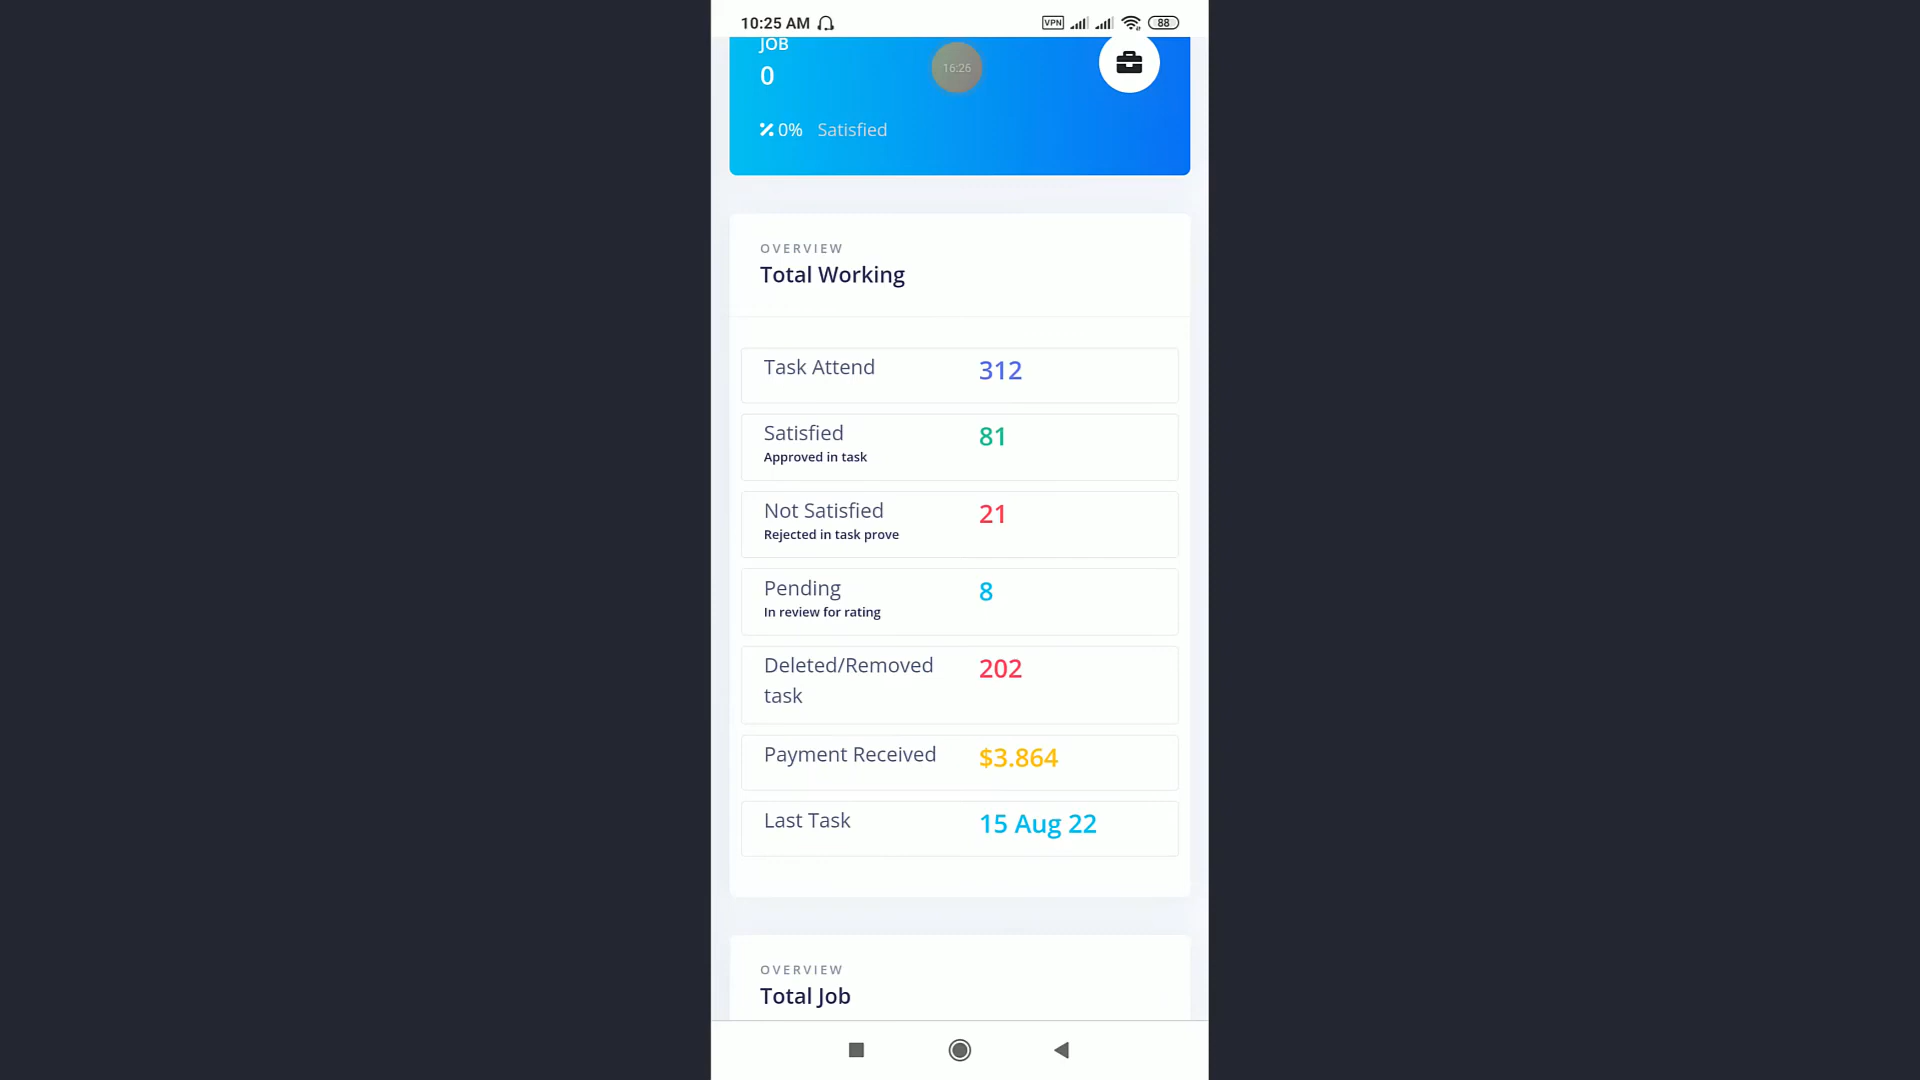 10:25 AM
VPN
88
JOB
0
16:26
0% Satisfied
OVERVIEW
Total Working
Task Attend 312
Satisfied 81
Approved in task
Not Satisfied 21
Rejected in task prove
Pending 8
In review for rating
Deleted/Removed 202
task
Payment Received $3.864
Last Task 15 Aug 22
OVERVIEW
Total Job